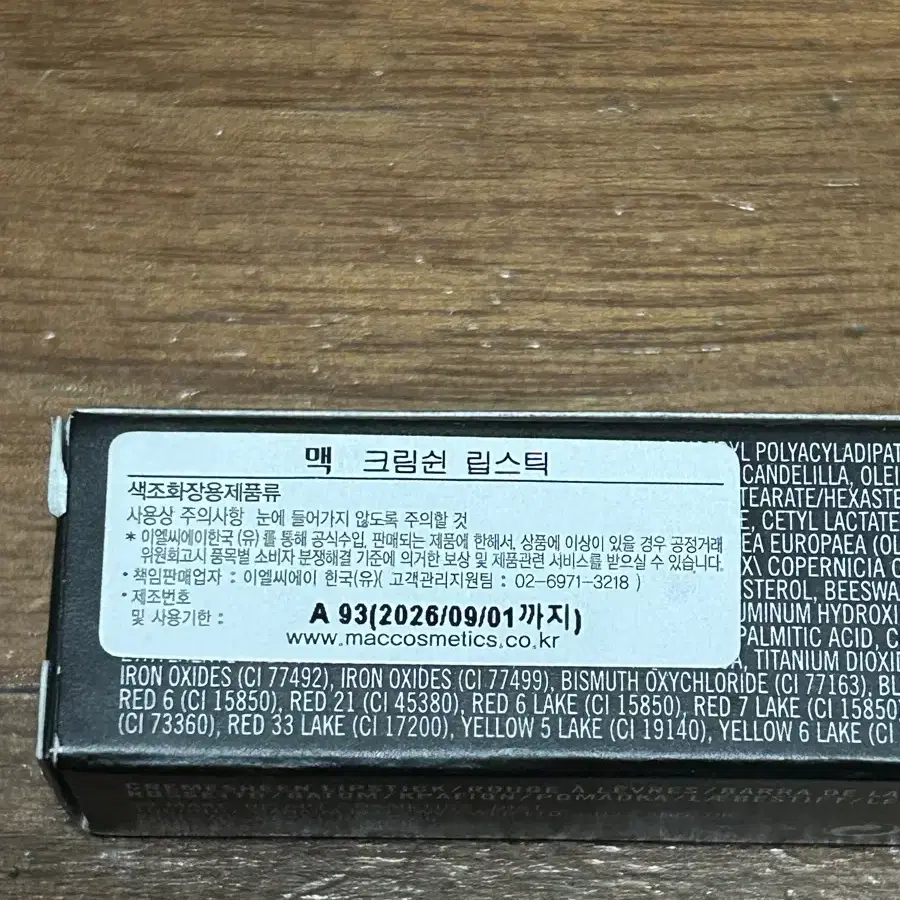 맥 크림쉰 립스틱
색조화장용제품류
사용상 주의사항 눈에 들어가지 않도록 주의할 것
* 이엘씨에이한국 (유) 를 통해 공식수입, 판매되는 제품에 한해서, 상품에 이상이 있을 경우 공정거래
위원회고시 품목별 소비자 분쟁해결 기준에 의거한 보상 및 제품관련 서비스를 받으실 수 있습니다.
· 책임판매업자 : 이엘씨에이 한국(유)( 고객관리지원팀 : 02-6971-3218 )
· 제조번호
및 사용기한 : A 93(2026/09/01까지)
www.maccosmetics.co.kr
POLYACYLADIPAT
CANDELILLA, OLEI
TEARATE/HEXASTE
, CETYL LACTATE
EA EUROPAEA (OL
X\ COPERNICIA C
STEROL, BEESWA
UMINUM HYDROXI
PALMITIC ACID, C
, TITANIUM DIOXID
IRON OXIDES (CI 77492), IRON OXIDES (CI 77499), BISMUTH OXYCHLORIDE (CI 77163), BL
RED 6 (CI 15850), RED 21 (CI 45380), RED 6 LAKE (CI 15850), RED 7 LAKE (CI 15850)
(CI 73360), RED 33 LAKE (CI 17200), YELLOW 5 LAKE (CI 19140), YELLOW 6 LAKE (CI
CREMESHEEN LIPSTICK/ROUGE À LÈVRES/BARRA DE LA